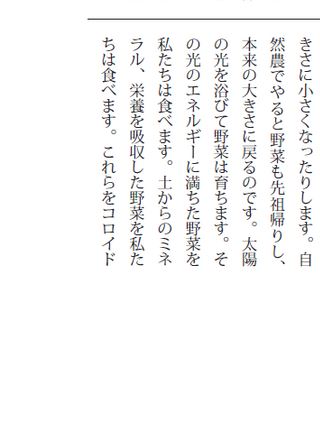 きさに小さくなったりします。自
然農でやると野菜も先祖帰りし、
本来の大きさに戻るのです。太陽
の光を浴びて野菜は育ちます。そ
の光のエネルギーに満ちた野菜を
私たちは食べます。土からのミネ
ラル、栄養を吸収した野菜を私た
ちは食べます。これらをコロイド